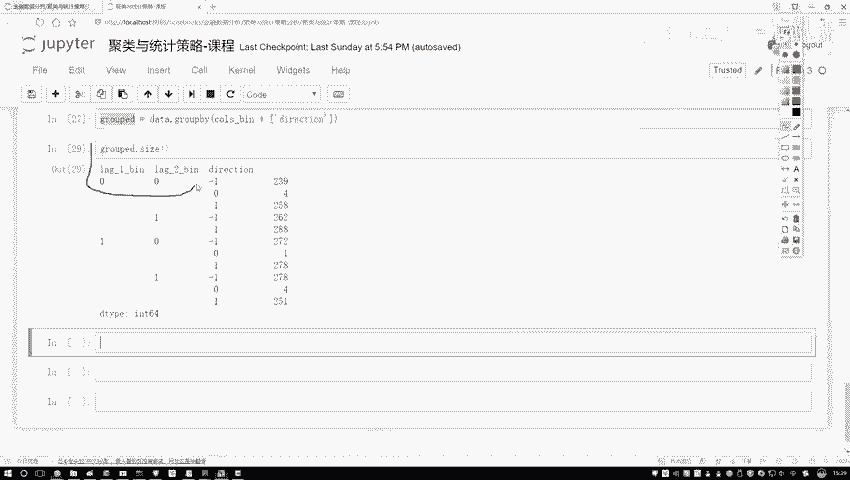 jupyter 聚类与统计策略-课程 Last Checkpoint: Last Sunday at 5:54 PM (autosaved)
File Edit View Insert Cell Kernel Widgets Help
Trusted
Code
grouped = data.groupby(cols_bin + ['direction'])
In [29]: grouped.size()
Out[29]: lag_1_bin lag_2_bin direction
0 0 -1 239
0 4
1 258
1 -1 262
1 288
1 0 -1 272
0 1
1 278
1 -1 278
0 4
1 251
dtype: int64
In [ ]:
In [ ]:
In [ ]:
15:29